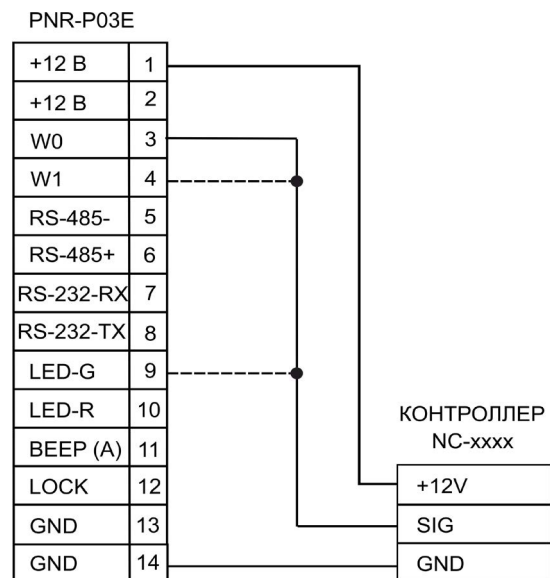 PNR-P03E
+12 В 1
+12 В 2
W0 3
W1 4
RS-485- 5
RS-485+ 6
RS-232-RX 7
RS-232-TX 8
LED-G 9
LED-R 10
BEEP (A) 11
LOCK 12
GND 13
GND 14
КОНТРОЛЛЕР
NC-xxxx
+12V
SIG
GND